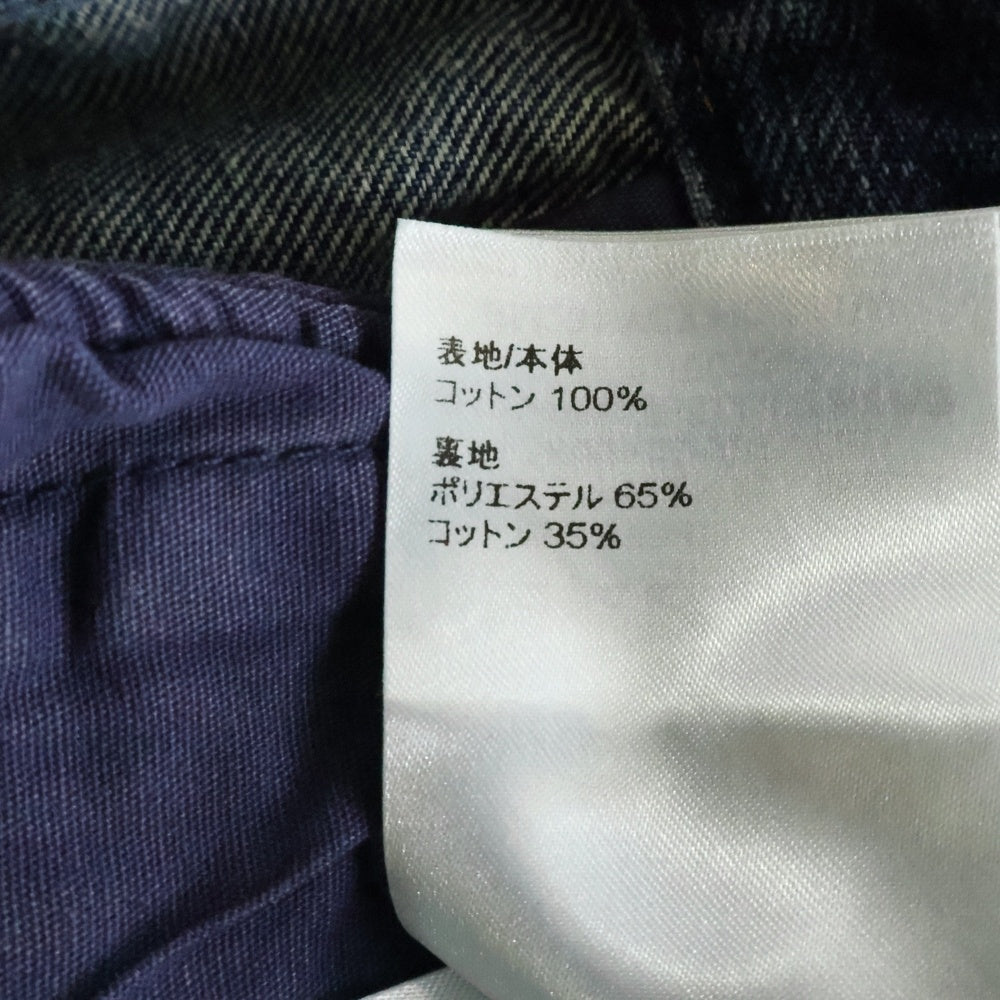 表地/本体
コットン 100%
裏地
ポリエステル 65%
コットン 35%